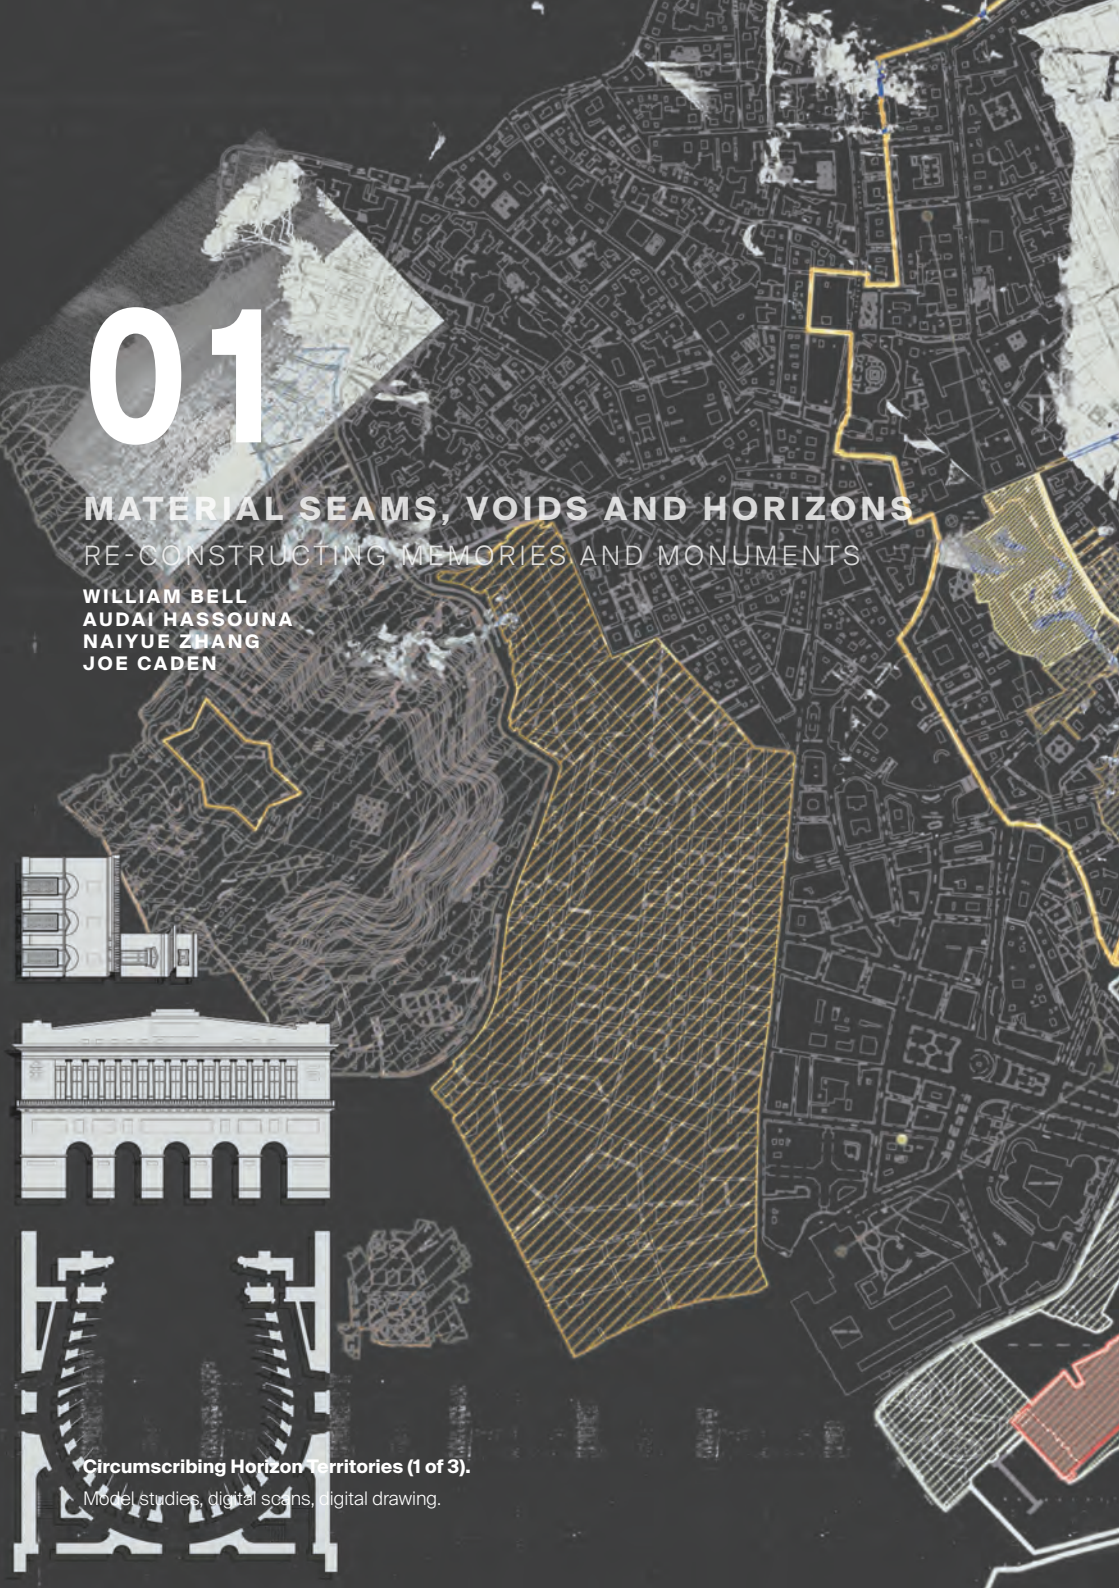 01
MATERIAL SEAMS, VOIDS AND HORIZONS
RE-CONSTRUCTING MEMORIES AND MONUMENTS
WILLIAM BELL
AUDAI HASSOUNA
NAIYUE ZHANG
JOE CADEN
Circumscribing Horizon Territories (1 of 3).
Model studies, digital scans, digital drawing.